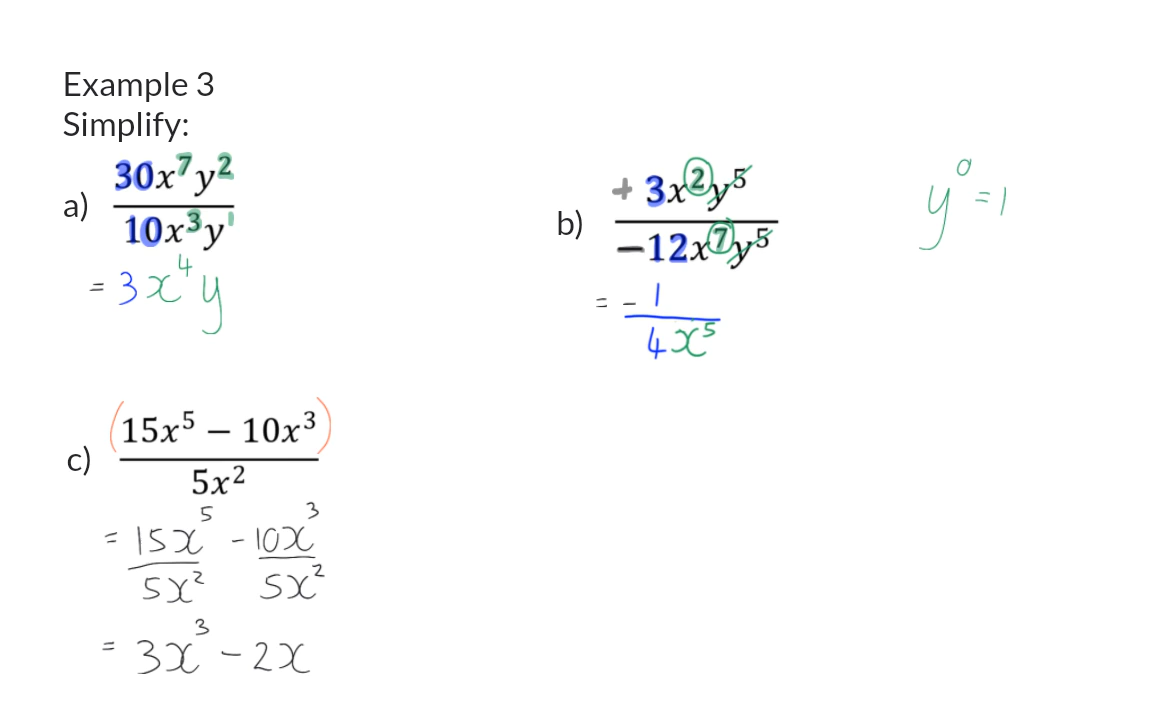 Example 3
Simplify:
a) 30x⁷y² / 10x³y¹
= 3x⁴y
b) + 3x²y⁵ / −12x⁷y⁵
= - 1 / 4x⁵
y⁰ = 1
c) (15x⁵ − 10x³) / 5x²
= 15x⁵ / 5x² - 10x³ / 5x²
= 3x³ - 2x